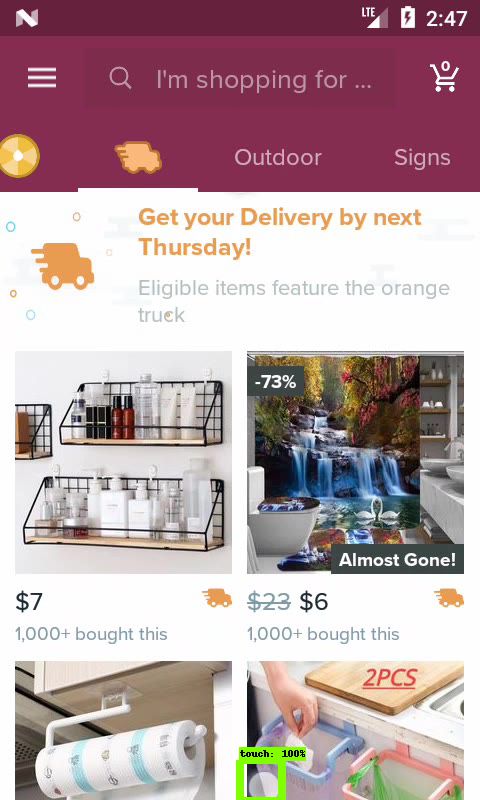 LTE 2:47
I'm shopping for ...
0
Outdoor Signs
Get your Delivery by next
Thursday!
Eligible items feature the orange
truck
-73%
Almost Gone!
$7
$23 $6
1,000+ bought this
1,000+ bought this
2PCS
touch: 100%